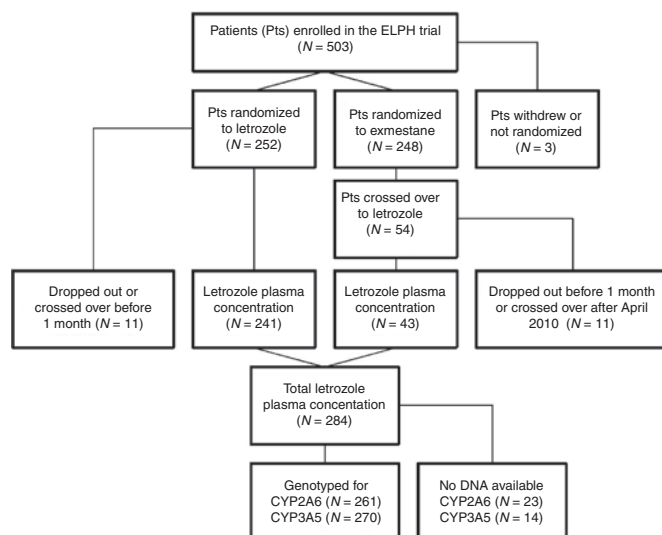 Patients (Pts) enrolled in the ELPH trial
(N = 503)
Pts randomized
to letrozole
(N = 252)
Pts randomized
to exmestane
(N = 248)
Pts withdrew or
not randomized
(N = 3)
Pts crossed over
to letrozole
(N = 54)
Dropped out or
crossed over before
1 month (N = 11)
Letrozole plasma
concentration
(N = 241)
Letrozole plasma
concentration
(N = 43)
Dropped out before 1 month
or crossed over after April
2010 (N = 11)
Total letrozole
plasma concentration
(N = 284)
Genotyped for
CYP2A6 (N = 261)
CYP3A5 (N = 270)
No DNA available
CYP2A6 (N = 23)
CYP3A5 (N = 14)